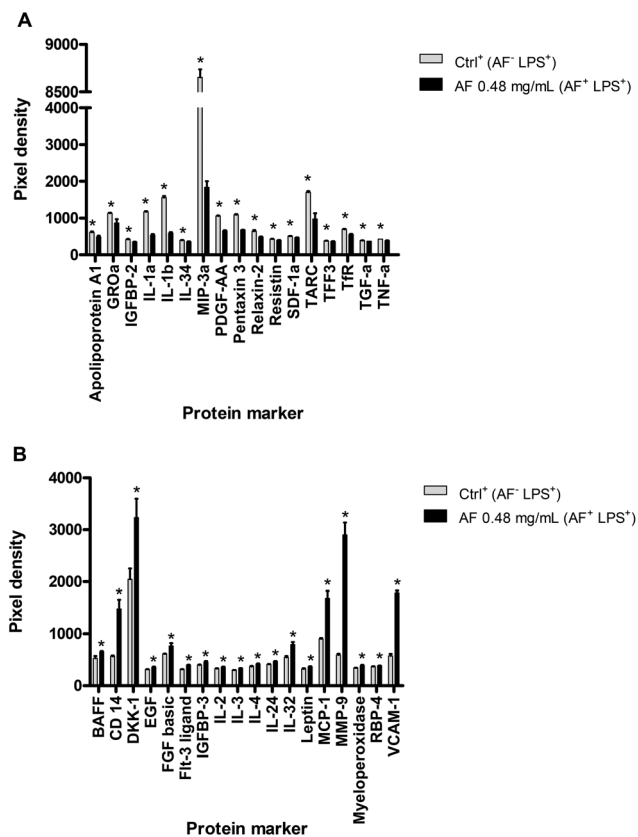 A
9000
8500
4000
3000
2000
1000
0
Pixel density
Ctrl⁺ (AF⁻ LPS⁺)
AF 0.48 mg/mL (AF⁺ LPS⁺)
* * * * * * * * * * * * * * * * * *
Apolipoprotein A1
GROa
IGFBP-2
IL-1a
IL-1b
IL-34
MIP-3a
PDGF-AA
Pentaxin 3
Relaxin-2
Resistin
SDF-1a
TARC
TFF3
TfR
TGF-a
TNF-a
Protein marker
B
4000
3000
2000
1000
0
Pixel density
Ctrl⁺ (AF⁻ LPS⁺)
AF 0.48 mg/mL (AF⁺ LPS⁺)
* * * * * * * * * * * * * * * * * *
BAFF
CD 14
DKK-1
EGF
FGF basic
Flt-3 ligand
IGFBP-3
IL-2
IL-3
IL-4
IL-24
IL-32
Leptin
MCP-1
MMP-9
Myeloperoxidase
RBP-4
VCAM-1
Protein marker